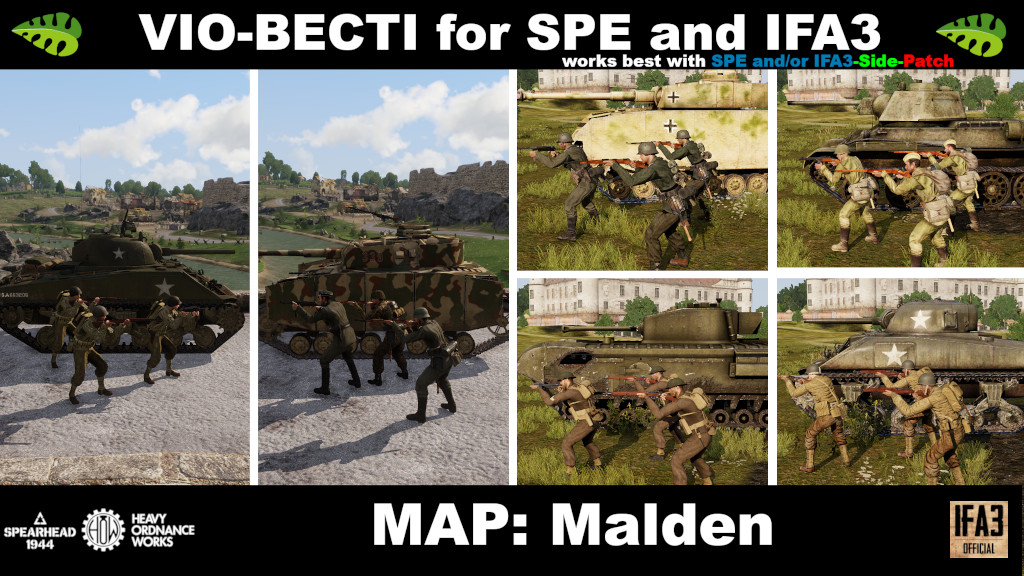 VIO-BECTI for SPE and IFA3
works best with SPE and/or IFA3-Side-Patch
SPEARHEAD
1944
HOW
HEAVY
ORDNANCE
WORKS
MAP: Malden
IFA3
OFFICIAL